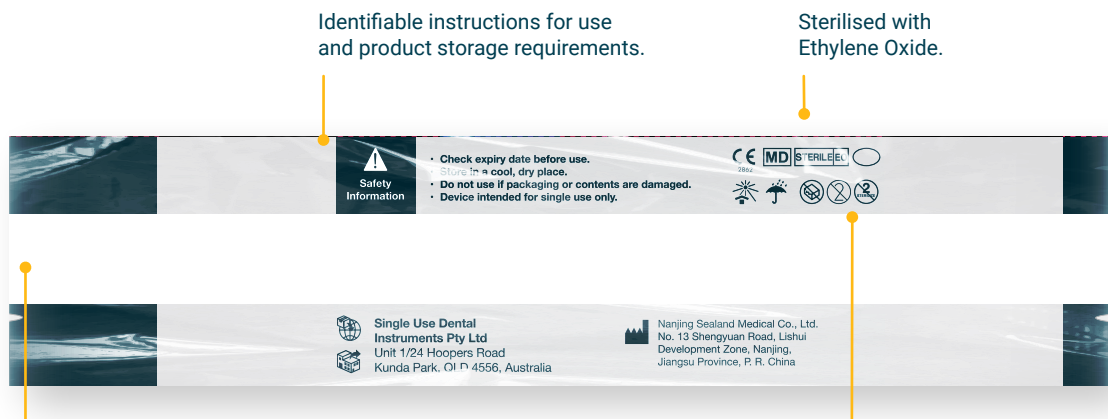 Identifiable instructions for use
and product storage requirements.
Sterilised with
Ethylene Oxide.
Safety
Information
• Check expiry date before use.
• Store in a cool, dry place.
• Do not use if packaging or contents are damaged.
• Device intended for single use only.
CE MD STERILE EO
2862
2 2
Single Use Dental
Instruments Pty Ltd
Unit 1/24 Hoopers Road
Kunda Park, QLD 4556, Australia
Nanjing Sealand Medical Co., Ltd.
No. 13 Shengyuan Road, Lishui
Development Zone, Nanjing,
Jiangsu Province, P. R. China